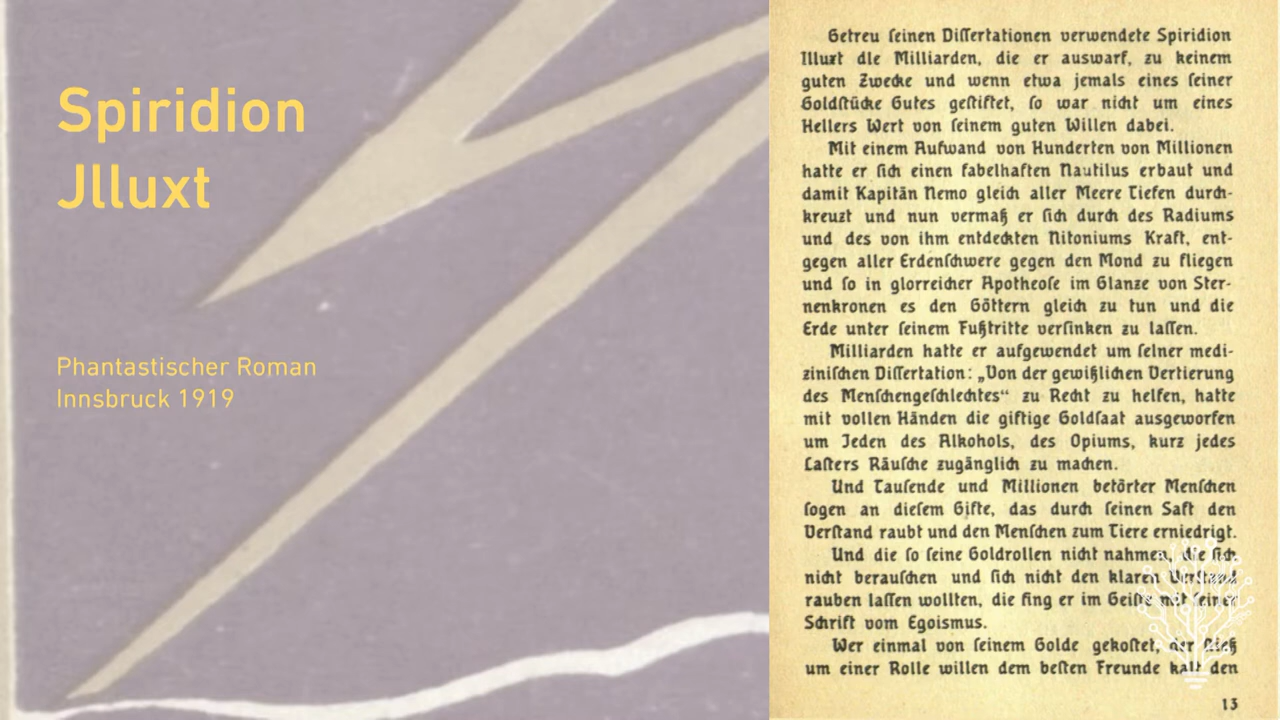 Spiridion
Jlluxt
Phantastischer Roman
Innsbruck 1919
Getreu ſeinen Diſſertationen verwendete Spiridion
Illuxt dle Milliarden, die er auswarf, zu keinem
guten Zwecke und wenn etwa jemals eines ſeiner
Goldſtücke Gutes geſtiftet, ſo war nicht um eines
Hellers Wert von ſeinem guten Willen dabei.
Mit einem Aufwand von Hunderten von Millionen
hatte er ſich einen fabelhaften Nautilus erbaut und
damit Kapitän Nemo gleich aller Meere Tiefen durch-
kreuzt und nun vermaß er ſich durch des Radiums
und des von ihm entdeckten Nitoniums Kraft, ent-
gegen aller Erdenſchwere gegen den Mond zu fliegen
und ſo in glorreicher Apotheoſe im Glanze von Ster-
nenkronen es den Göttern gleich zu tun und die
Erde unter ſeinem Fußtritte verſinken zu laſſen.
Milliarden hatte er aufgewendet um ſelner medi-
ziniſchen Diſſertation: „Von der gewißlichen Vertierung
des Menſchengeſchlechtes“ zu Recht zu helfen, hatte
mit vollen Händen die giftige Goldſaat ausgeworfen
um Jeden des Alkohols, des Opiums, kurz jedes
Laſters Räuſche zugänglich zu machen.
Und Tauſende und Millionen betörter Menſchen
ſogen an dieſem Gifte, das durch ſeinen Saft den
Verſtand raubt und den Menſchen zum Tiere erniedrigt.
Und die ſo ſeine Goldrollen nicht nahmen, die ſich
nicht berauſchen und ſich nicht den klaren Verſtand
rauben laſſen wollten, die fing er im Geiſte mit ſeiner
Schrift vom Egoismus.
Wer einmal von ſeinem Golde gekoſtet, der ſtieß
um einer Rolle willen dem beſten Freunde kalt den
13